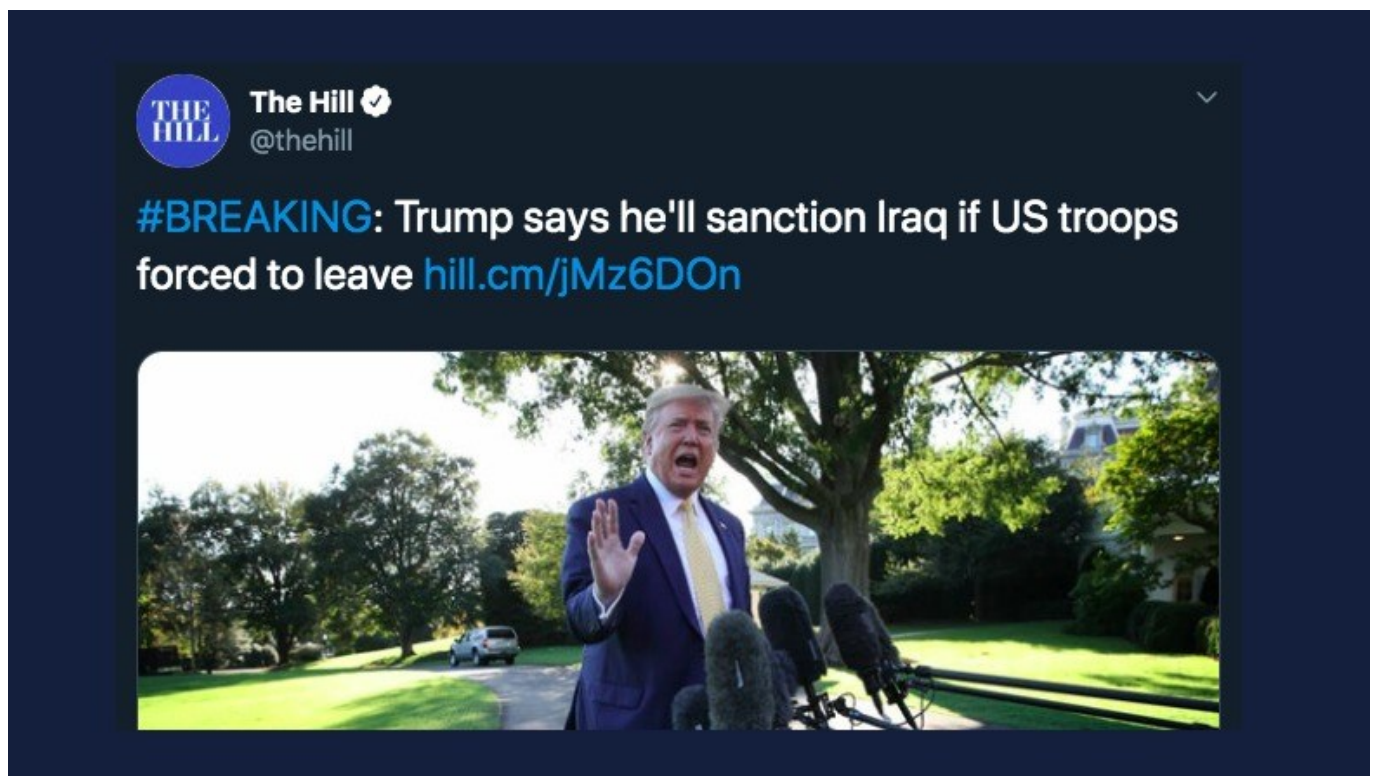 THE
HILL
The Hill
@thehill
#BREAKING: Trump says he'll sanction Iraq if US troops
forced to leave hill.cm/jMz6DOn